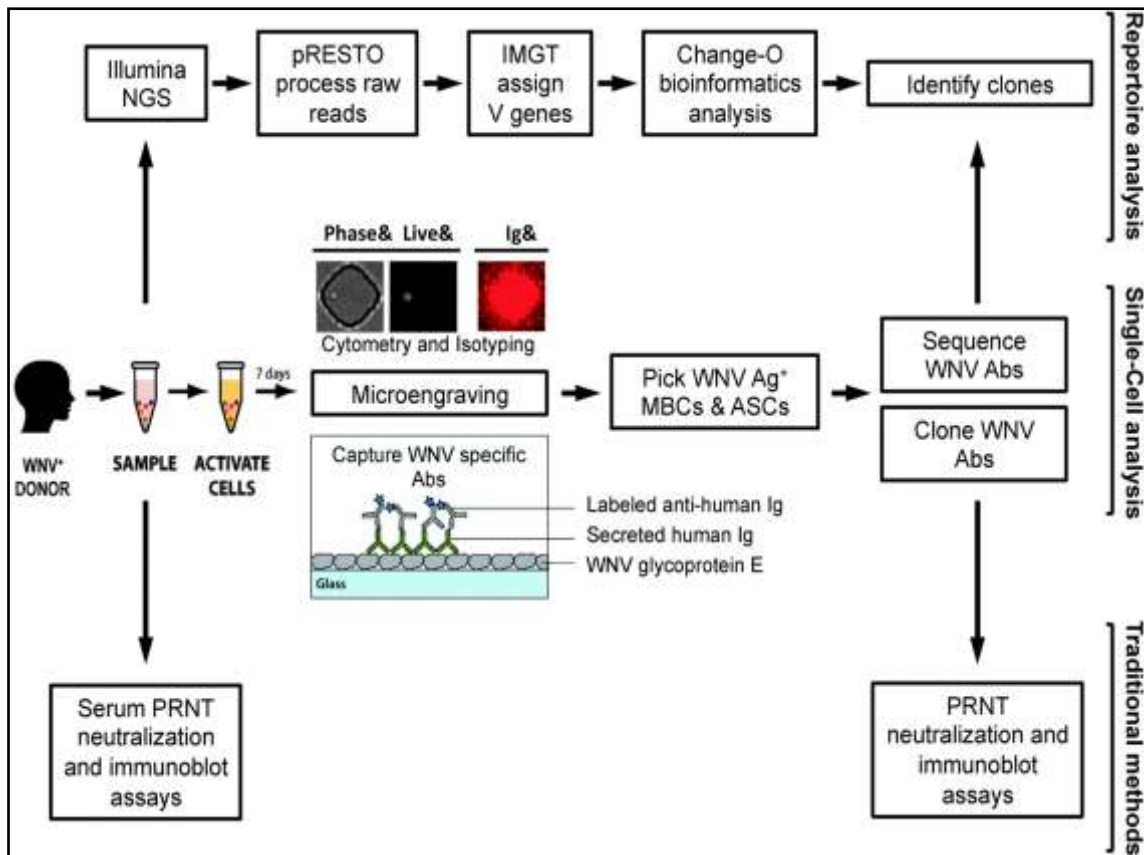 Illumina
NGS
pRESTO
process raw
reads
IMGT
assign
V genes
Change-O
bioinformatics
analysis
Identify clones
Repertoire analysis
Phase& Live& Ig&
Cytometry and Isotyping
WNV⁺
DONOR
SAMPLE
ACTIVATE
CELLS
7 days
Microengraving
Pick WNV Ag⁺
MBCs & ASCs
Sequence
WNV Abs
Clone WNV
Abs
Single-Cell analysis
Capture WNV specific
Abs
Labeled anti-human Ig
Secreted human Ig
WNV glycoprotein E
Glass
Serum PRNT
neutralization
and immunoblot
assays
PRNT
neutralization and
immunoblot
assays
Traditional methods